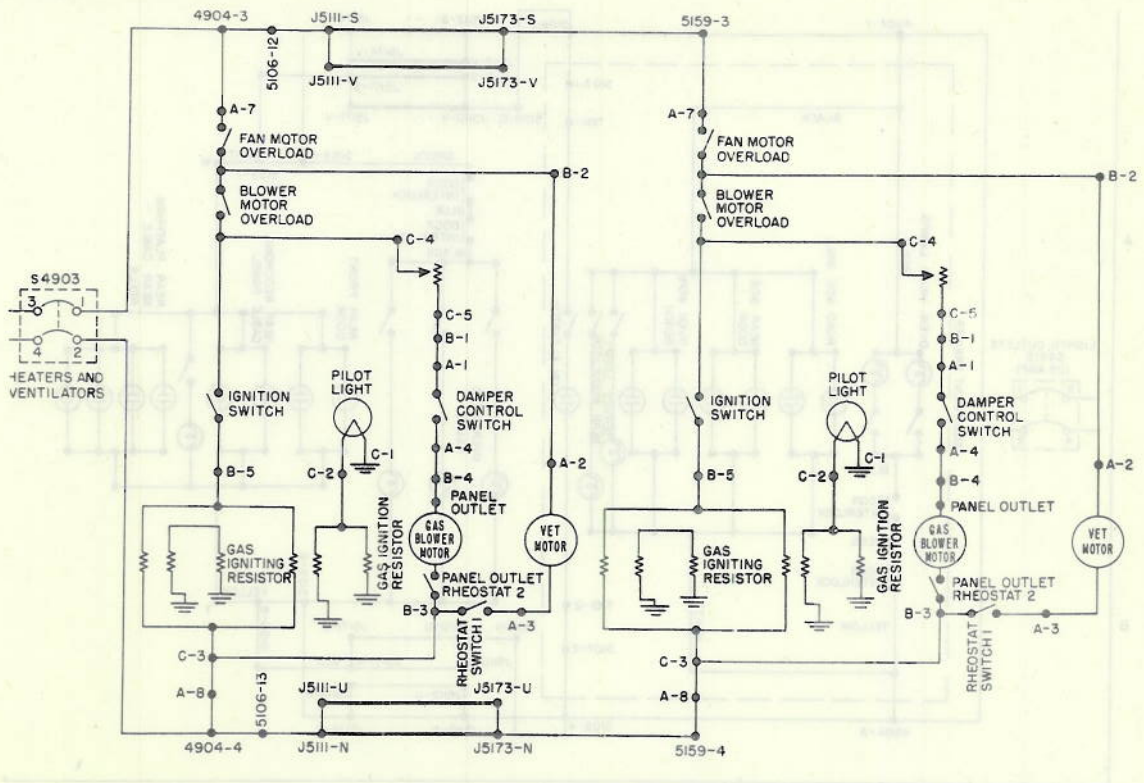 4904-3
J5111-S
J5173-S
5159-3
5106-12
J5111-V
J5173-V
A-7
FAN MOTOR
OVERLOAD
B-2
BLOWER
MOTOR
OVERLOAD
C-4
S4903
3
1
4
2
HEATERS AND
VENTILATORS
C-5
B-1
A-1
PILOT
LIGHT
IGNITION
SWITCH
DAMPER
CONTROL
SWITCH
C-1
A-4
C-2
B-5
B-4
A-2
PANEL
OUTLET
GAS
BLOWER
MOTOR
VET
MOTOR
GAS
IGNITING
RESISTOR
GAS IGNITION
RESISTOR
PANEL OUTLET
RHEOSTAT 2
B-3
A-3
RHEOSTAT
SWITCH 1
C-3
A-8
5106-13
J5111-U
J5173-U
4904-4
J5111-N
J5173-N
5159-4
A-7
FAN MOTOR
OVERLOAD
B-2
BLOWER
MOTOR
OVERLOAD
C-4
C-5
B-1
A-1
PILOT
LIGHT
IGNITION
SWITCH
DAMPER
CONTROL
SWITCH
C-1
A-4
C-2
B-5
B-4
A-2
PANEL OUTLET
GAS
BLOWER
MOTOR
VET
MOTOR
GAS
IGNITING
RESISTOR
GAS IGNITION
RESISTOR
PANEL OUTLET
RHEOSTAT 2
B-3
A-3
RHEOSTAT
SWITCH 1
C-3
A-8